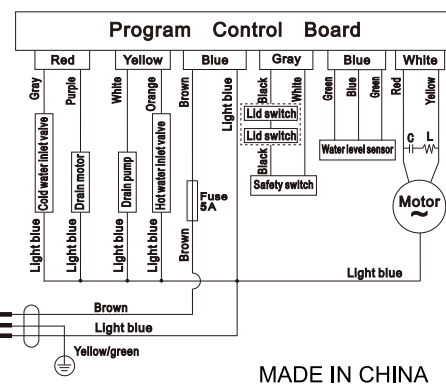 Program Control Board
Red Yellow Blue Gray Blue White
Gray
Purple
White
Orange
Brown
Light blue
Black
White
Green
Blue
Green
Red
Yellow
Lid switch
Lid switch
Black
Safety switch
Water level sensor
C L
Motor
~
Cold water inlet valve
Drain motor
Drain pump
Hot water inlet valve
Fuse
5A
Light blue
Light blue
Light blue
Light blue
Brown
Light blue
Brown
Light blue
Yellow/green
MADE IN CHINA